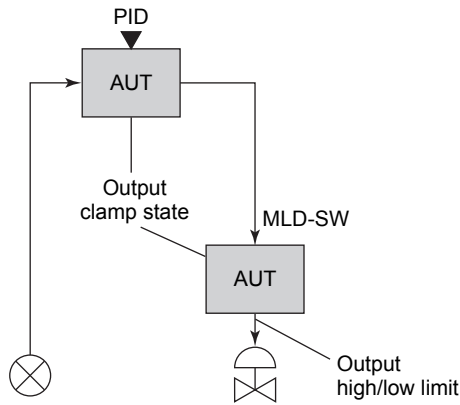 PID
AUT
Output
clamp state
MLD-SW
AUT
Output
high/low limit